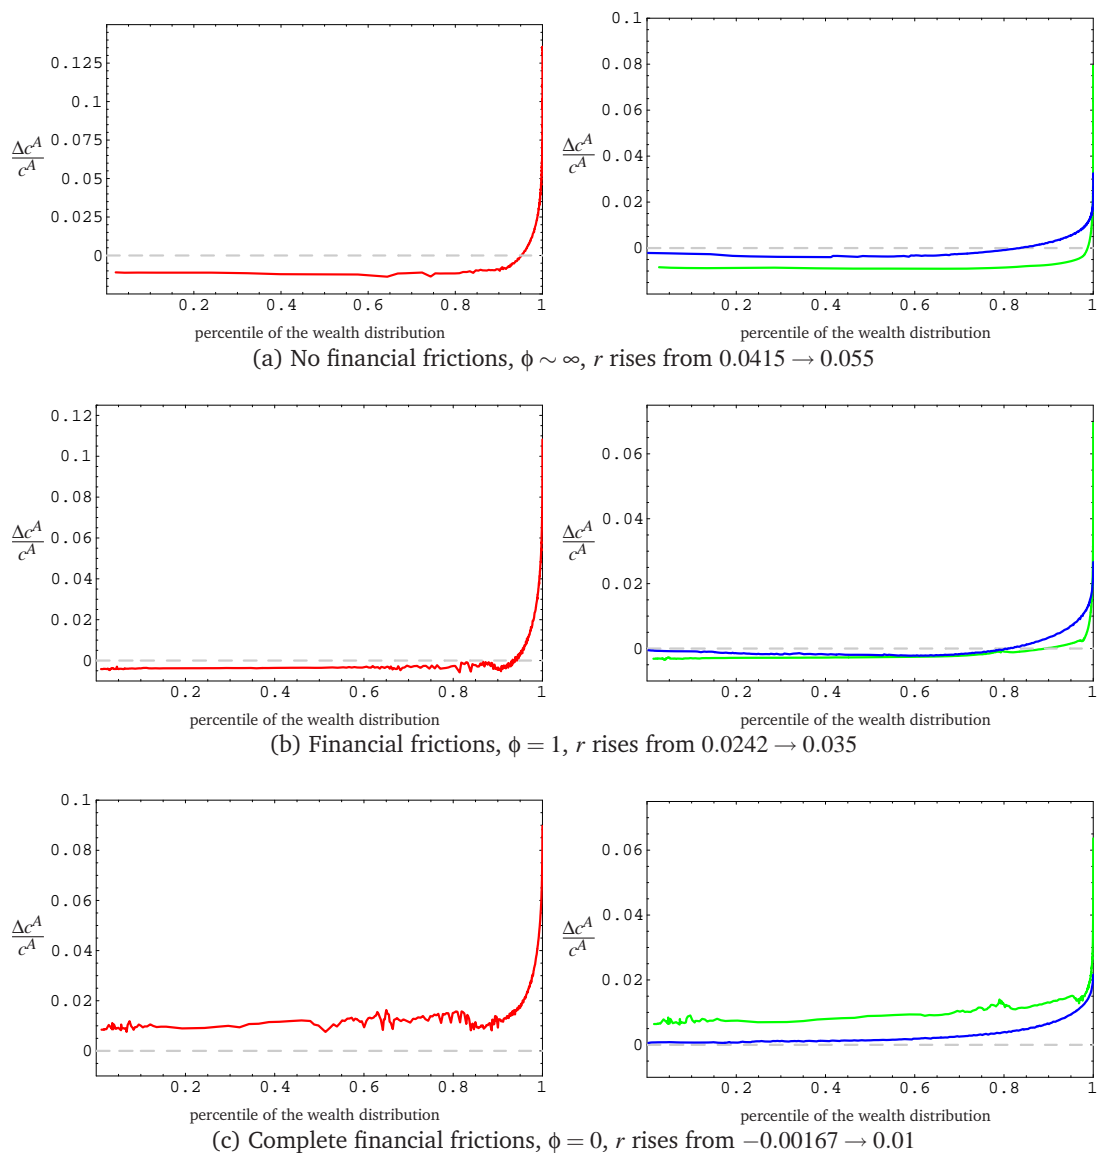 0.125
0.1
0.075
0.05
0.025
0
Δc^A
c^A
0.2 0.4 0.6 0.8 1
percentile of the wealth distribution
0.1
0.08
0.06
0.04
0.02
0
Δc^A
c^A
0.2 0.4 0.6 0.8 1
percentile of the wealth distribution
(a) No financial frictions, ϕ ∼ ∞, r rises from 0.0415 → 0.055
0.12
0.1
0.08
0.06
0.04
0.02
0
Δc^A
c^A
0.2 0.4 0.6 0.8 1
percentile of the wealth distribution
0.06
0.04
0.02
0
Δc^A
c^A
0.2 0.4 0.6 0.8 1
percentile of the wealth distribution
(b) Financial frictions, ϕ = 1, r rises from 0.0242 → 0.035
0.1
0.08
0.06
0.04
0.02
0
Δc^A
c^A
0.2 0.4 0.6 0.8 1
percentile of the wealth distribution
0.06
0.04
0.02
0
Δc^A
c^A
0.2 0.4 0.6 0.8 1
percentile of the wealth distribution
(c) Complete financial frictions, ϕ = 0, r rises from −0.00167 → 0.01